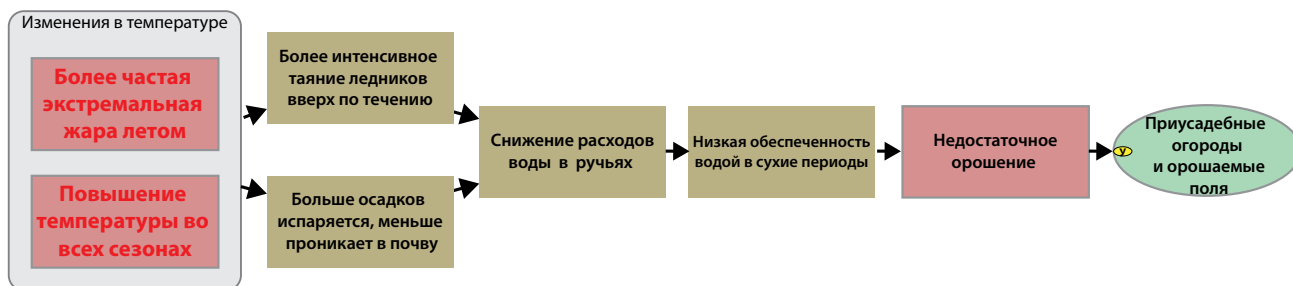 Изменения в температуре
Более частая
экстремальная
жара летом
Повышение
температуры во
всех сезонах
Более интенсивное
таяние ледников
вверх по течению
Больше осадков
испаряется, меньше
проникает в почву
Снижение расходов
воды в ручьях
Низкая обеспеченность
водой в сухие периоды
Недостаточное
орошение
у
Приусадебные
огороды
и орошаемые
поля